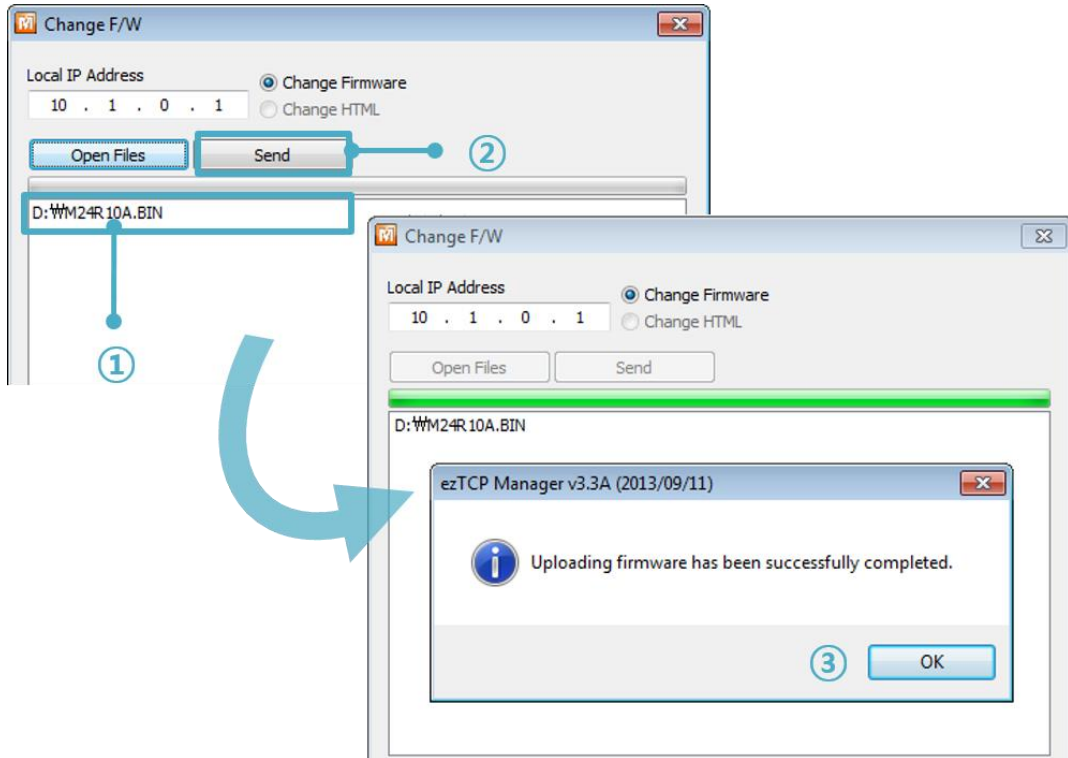 Change F/W
Local IP Address
10 . 1 . 0 . 1
Change Firmware
Change HTML
Open Files
Send
②
D:₩M24R10A.BIN
①
Change F/W
Local IP Address
10 . 1 . 0 . 1
Change Firmware
Change HTML
Open Files
Send
D:₩M24R10A.BIN
ezTCP Manager v3.3A (2013/09/11)
Uploading firmware has been successfully completed.
③
OK